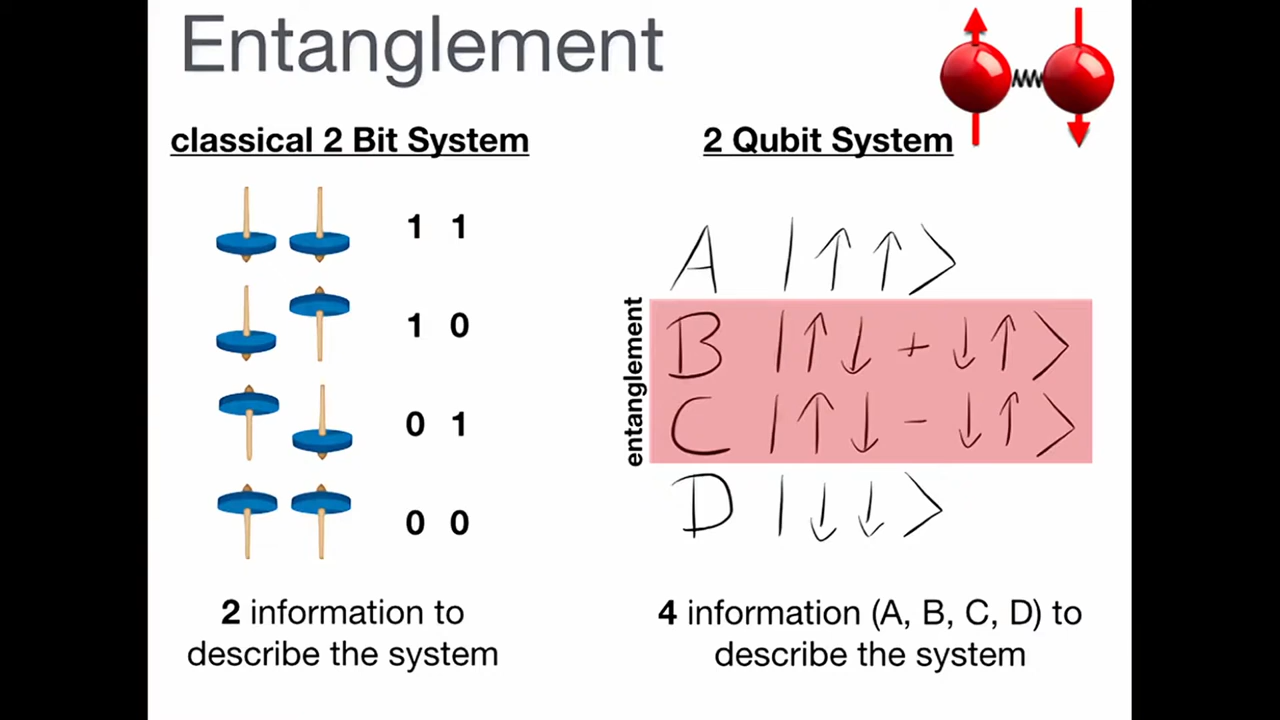 Entanglement
classical 2 Bit System
1 1
1 0
0 1
0 0
2 information to
describe the system
2 Qubit System
entanglement
A |↑↑>
B |↑↓ + ↓↑>
C |↑↓ - ↓↑>
D |↓↓>
4 information (A, B, C, D) to
describe the system